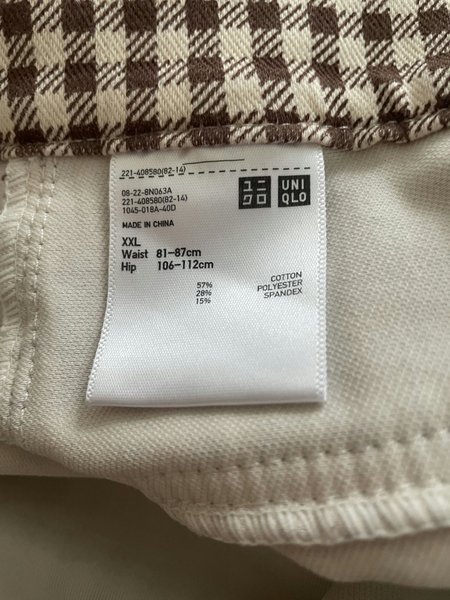 221-408580(82-14)
08-22-8N063A
221-408580(82-14)
1045-018A-40D
ユニ
クロ
UNI
QLO
MADE IN CHINA
XXL
Waist 81-87cm
Hip 106-112cm
57% COTTON
28% POLYESTER
15% SPANDEX